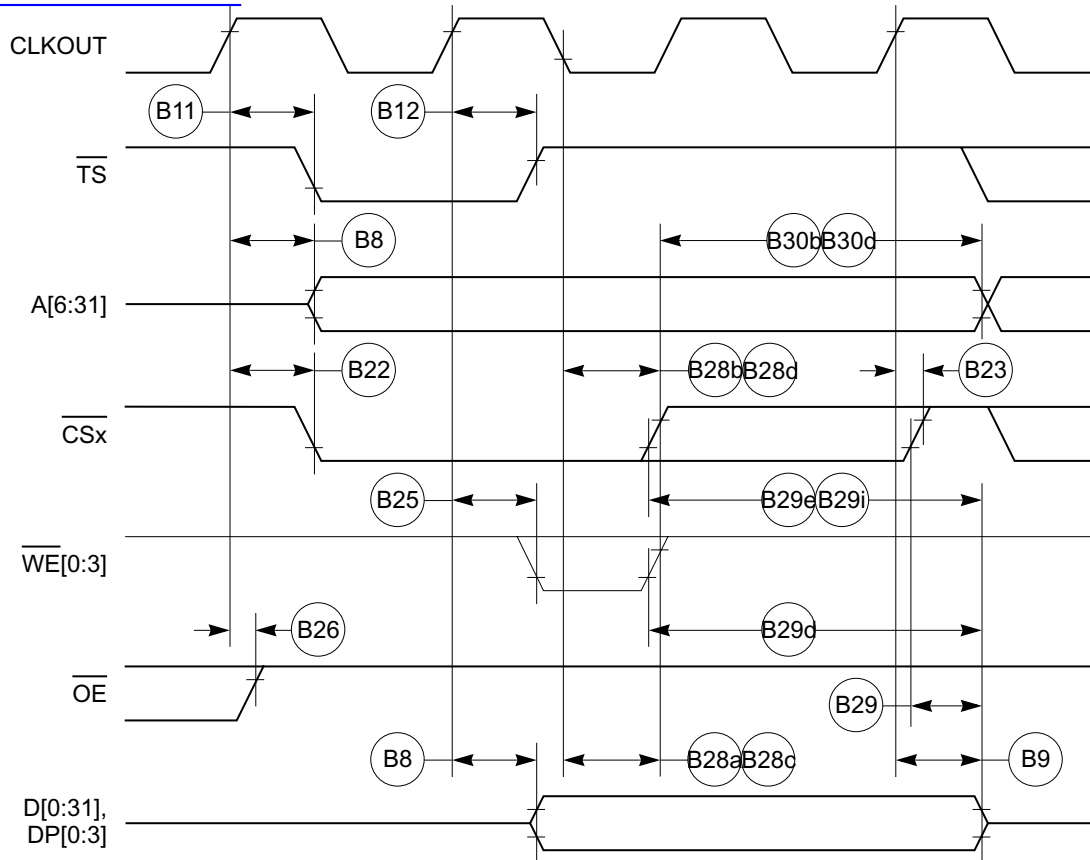 CLKOUT
B11
B12
TS
B8
B30b B30d
A[6:31]
B22
B28b B28d
B23
CSx
B25
B29e B29i
WE[0:3]
B26
B29d
OE
B29
B8
B28a B28c
B9
D[0:31],
DP[0:3]